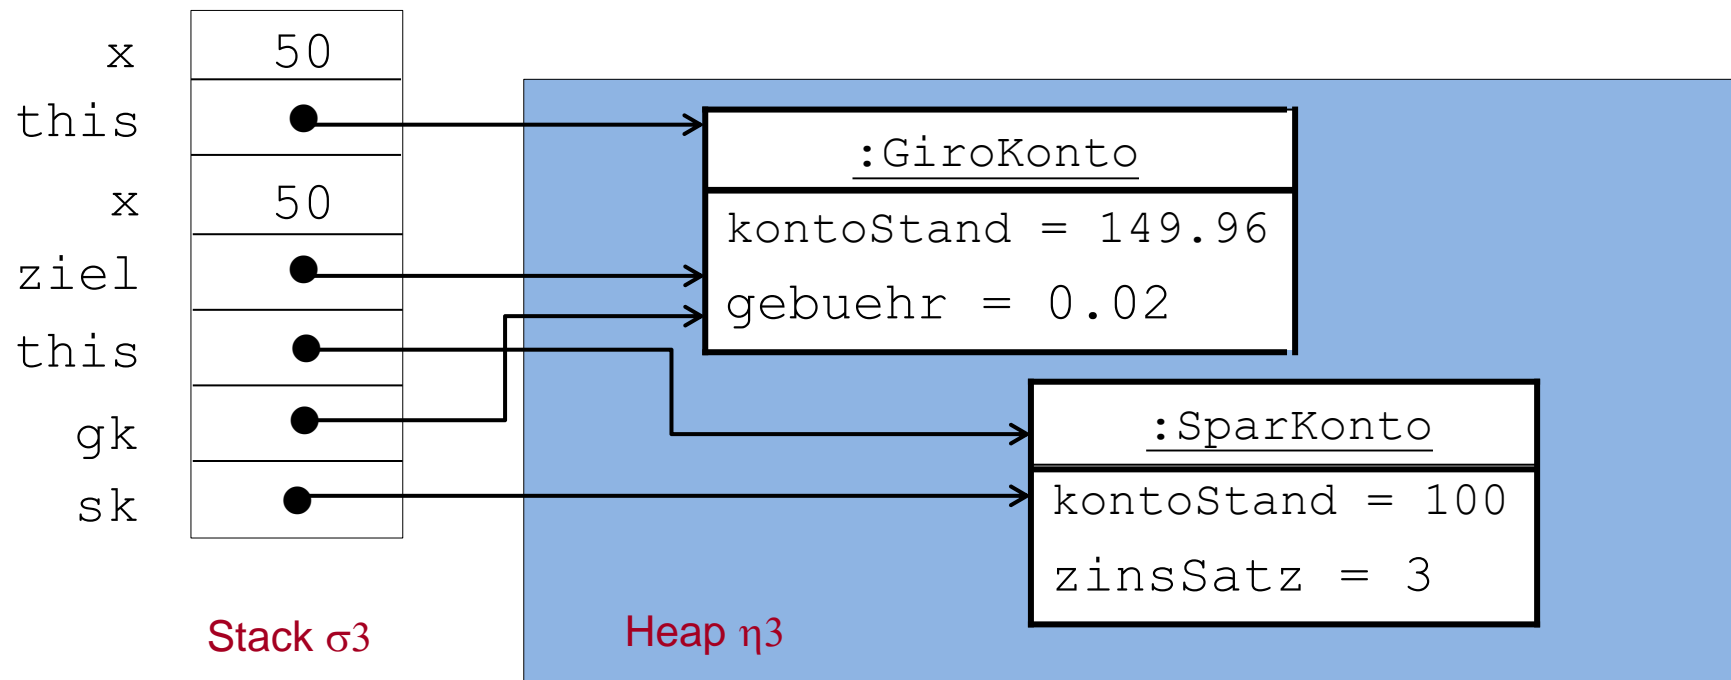 x 50
this
x 50
ziel
this
gk
sk
Stack σ3
:GiroKonto
kontoStand = 149.96
gebuehr = 0.02
:SparKonto
kontoStand = 100
zinsSatz = 3
Heap η3